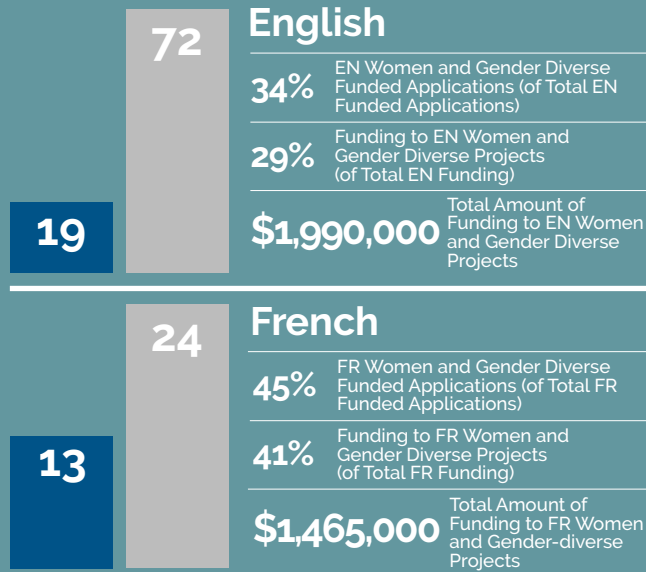 72
19
English
34%
EN Women and Gender Diverse
Funded Applications (of Total EN
Funded Applications)
29%
Funding to EN Women and
Gender Diverse Projects
(of Total EN Funding)
$1,990,000
Total Amount of
Funding to EN Women
and Gender Diverse
Projects
24
13
French
45%
FR Women and Gender Diverse
Funded Applications (of Total FR
Funded Applications)
41%
Funding to FR Women and
Gender Diverse Projects
(of Total FR Funding)
$1,465,000
Total Amount of
Funding to FR Women
and Gender-diverse
Projects